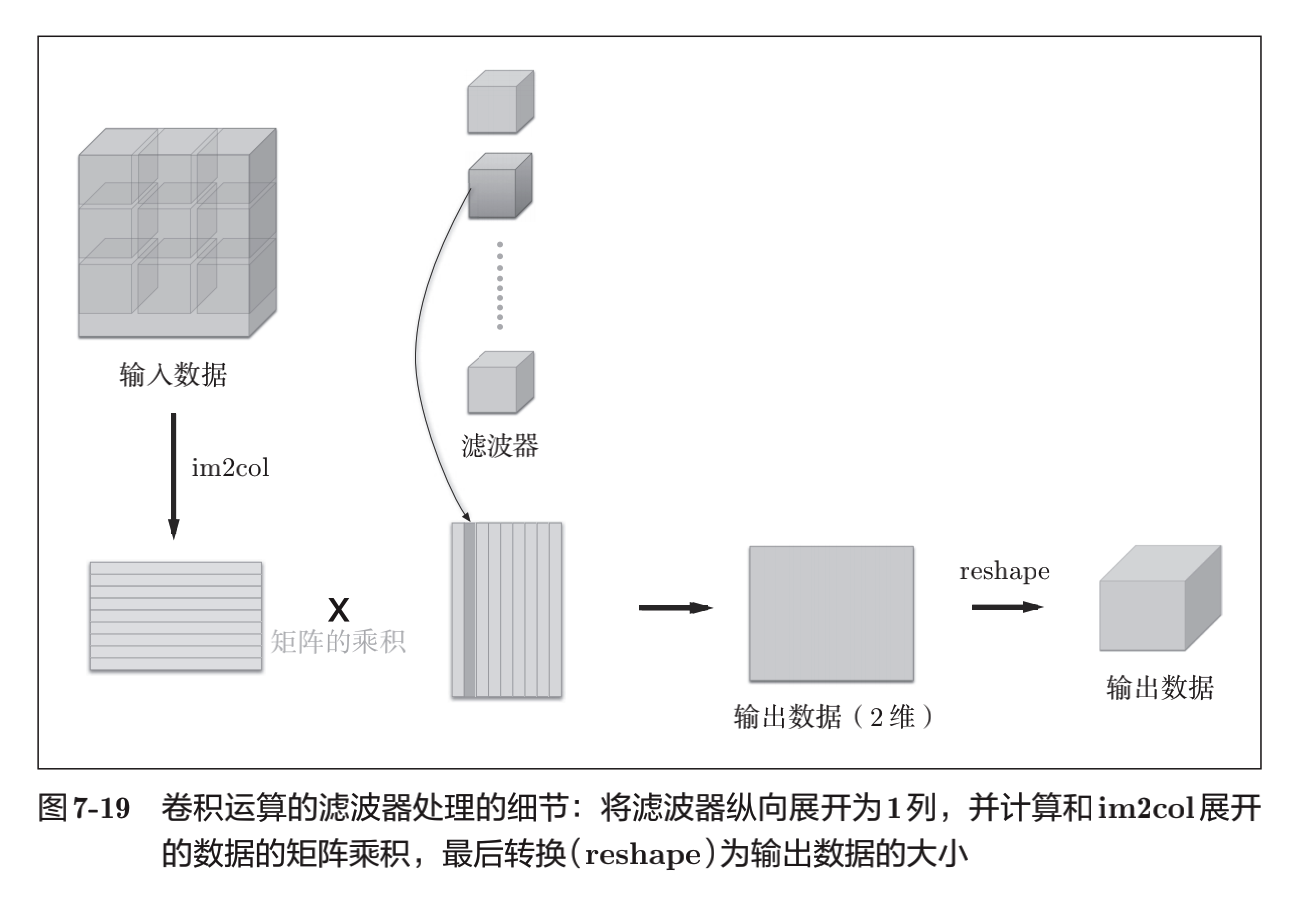 输入数据
滤波器
im2col
X
矩阵的乘积
reshape
输出数据（2 维）
输出数据
图 7-19 卷积运算的滤波器处理的细节：将滤波器纵向展开为 1 列，并计算和 im2col 展开
的数据的矩阵乘积，最后转换（reshape）为输出数据的大小